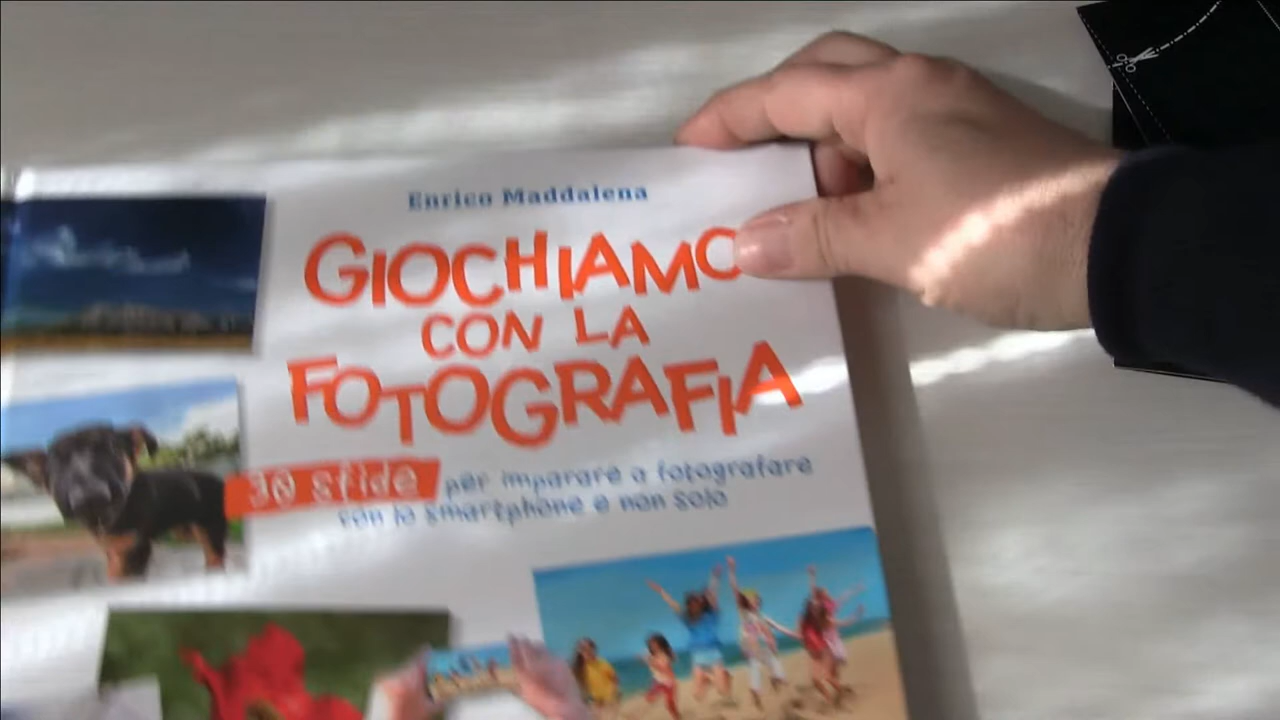 Enrico Maddalena
GIOCHIAMO
CON LA
FOTOGRAFIA
30 sfide per imparare a fotografare
con lo smartphone e non solo